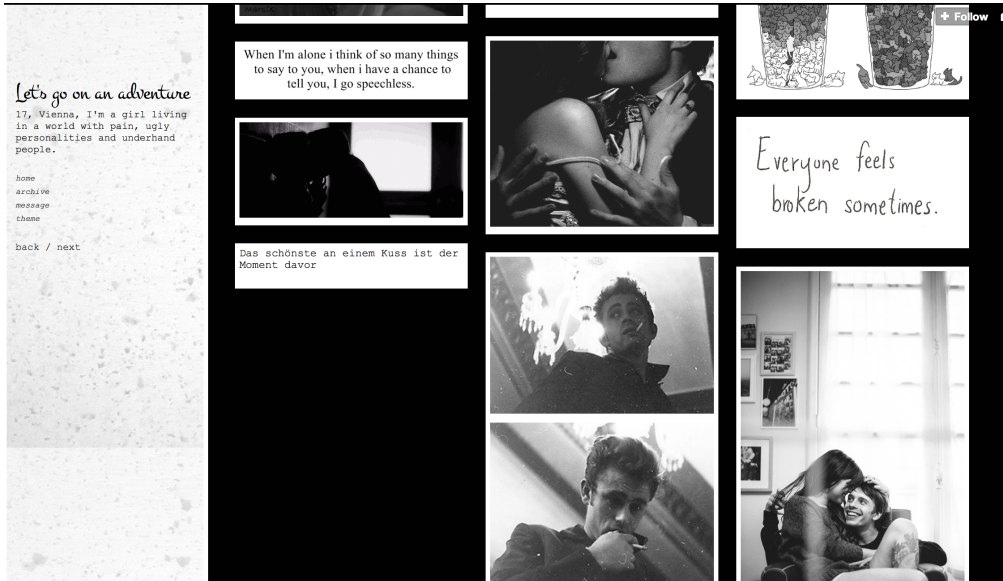 Let's go on an adventure
17, Vienna, I'm a girl living
in a world with pain, ugly
personalities and underhand
people.
home
archive
message
theme
back / next
When I'm alone i think of so many things
to say to you, when i have a chance to
tell you, I go speechless.
Das schönste an einem Kuss ist der
Moment davor
Follow
Everyone feels
broken sometimes.